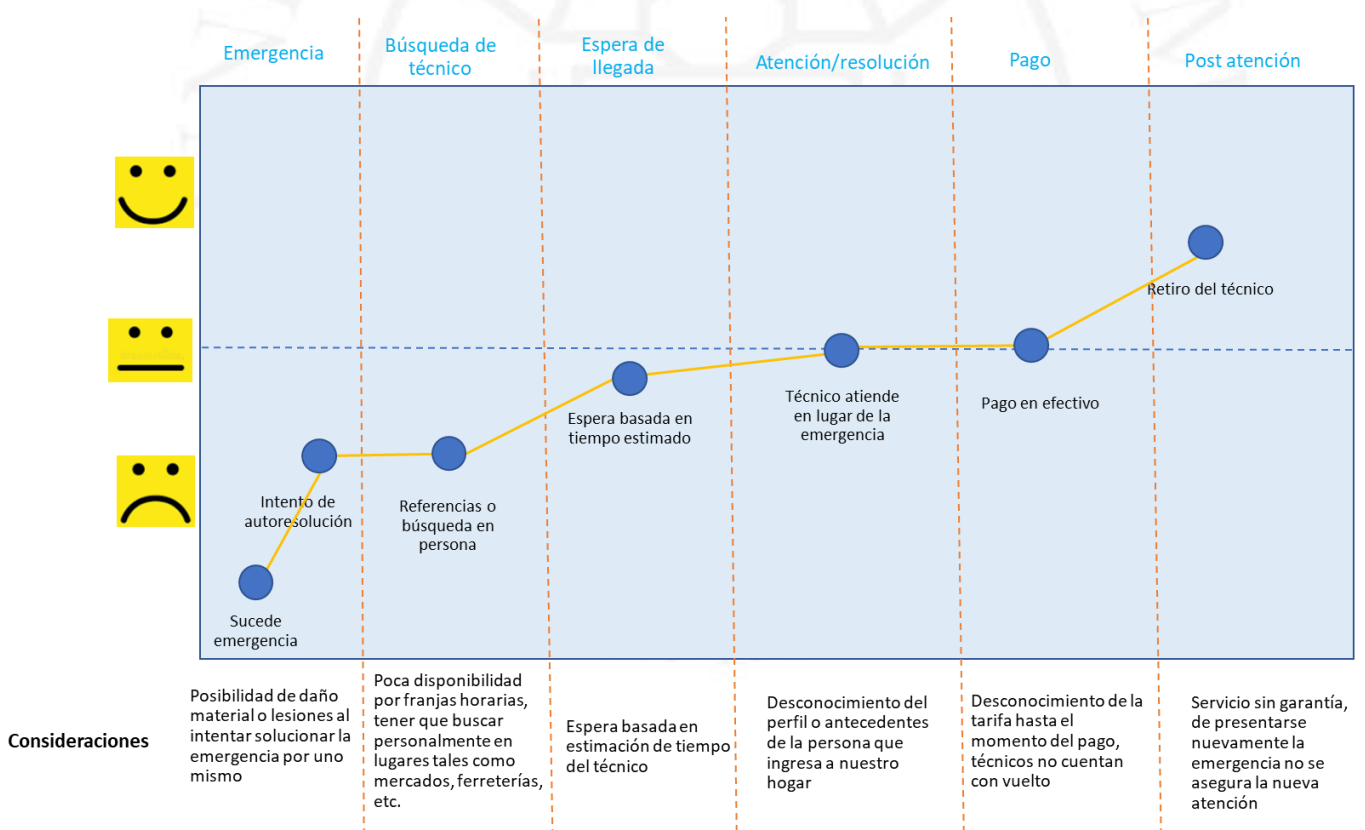 Emergencia
Búsqueda de
técnico
Espera de
llegada
Atención/resolución
Pago
Post atención
Retiro del técnico
Técnico atiende
en lugar de la
emergencia
Pago en efectivo
Espera basada en
tiempo estimado
Intento de
autoresolución
Referencias o
búsqueda en
persona
Sucede
emergencia
Consideraciones
Posibilidad de daño
material o lesiones al
intentar solucionar la
emergencia por uno
mismo
Poca disponibilidad
por franjas horarias,
tener que buscar
personalmente en
lugares tales como
mercados, ferreterías,
etc.
Espera basada en
estimación de tiempo
del técnico
Desconocimiento del
perfil o antecedentes
de la persona que
ingresa a nuestro
hogar
Desconocimiento de la
tarifa hasta el
momento del pago,
técnicos no cuentan
con vuelto
Servicio sin garantía,
de presentarse
nuevamente la
emergencia no se
asegura la nueva
atención